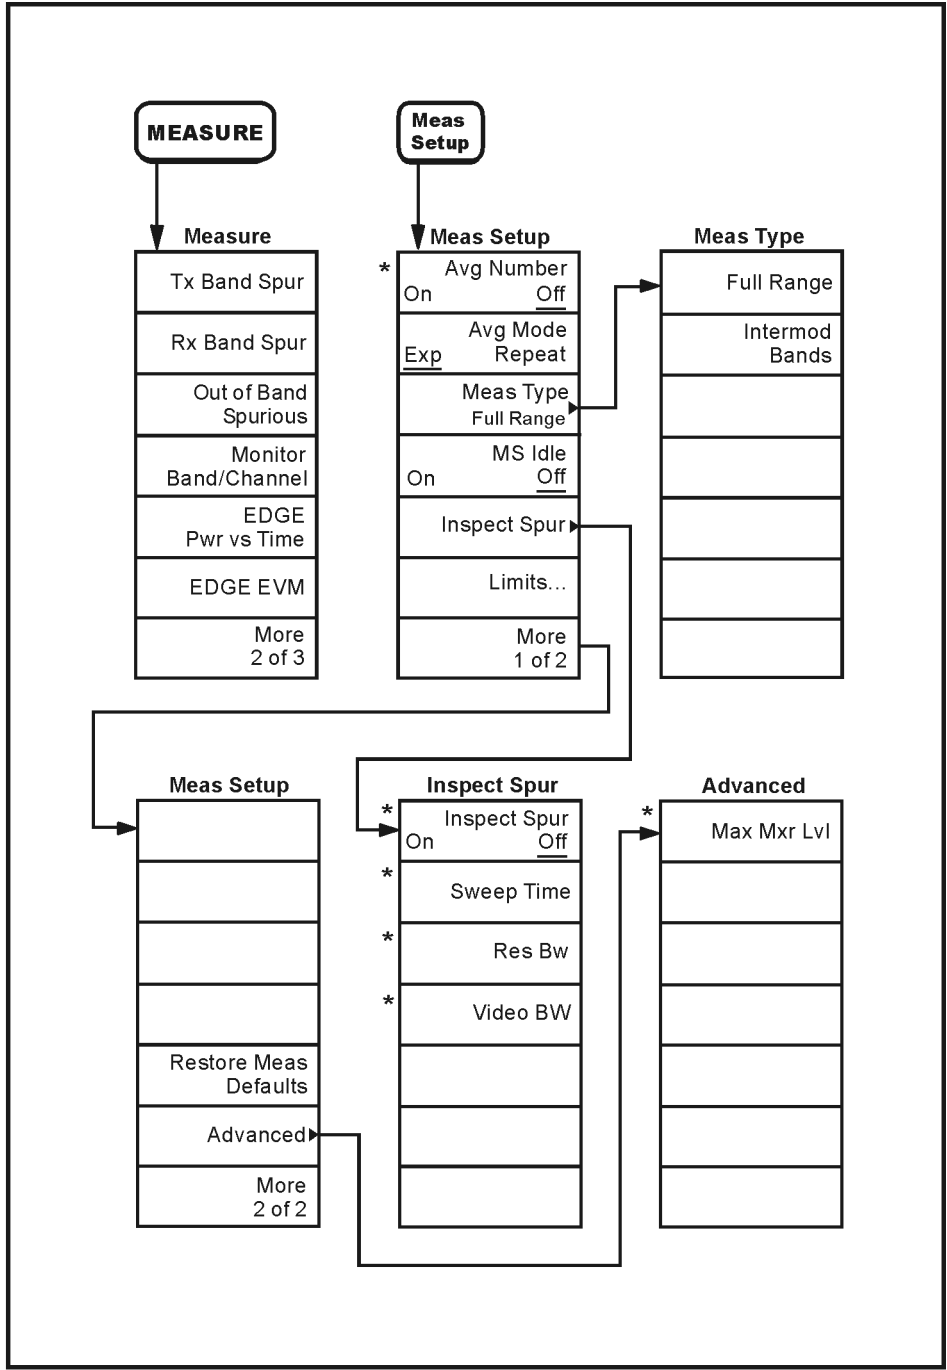 MEASURE
Meas
Setup
Measure
Tx Band Spur
Rx Band Spur
Out of Band
Spurious
Monitor
Band/Channel
EDGE
Pwr vs Time
EDGE EVM
More
2 of 3
Meas Setup
* Avg Number
On Off
Avg Mode
Exp Repeat
Meas Type
Full Range
MS Idle
On Off
Inspect Spur
Limits...
More
1 of 2
Meas Type
Full Range
Intermod
Bands
Meas Setup
Restore Meas
Defaults
Advanced
More
2 of 2
Inspect Spur
* Inspect Spur
On Off
* Sweep Time
* Res Bw
* Video BW
Advanced
* Max Mxr Lvl